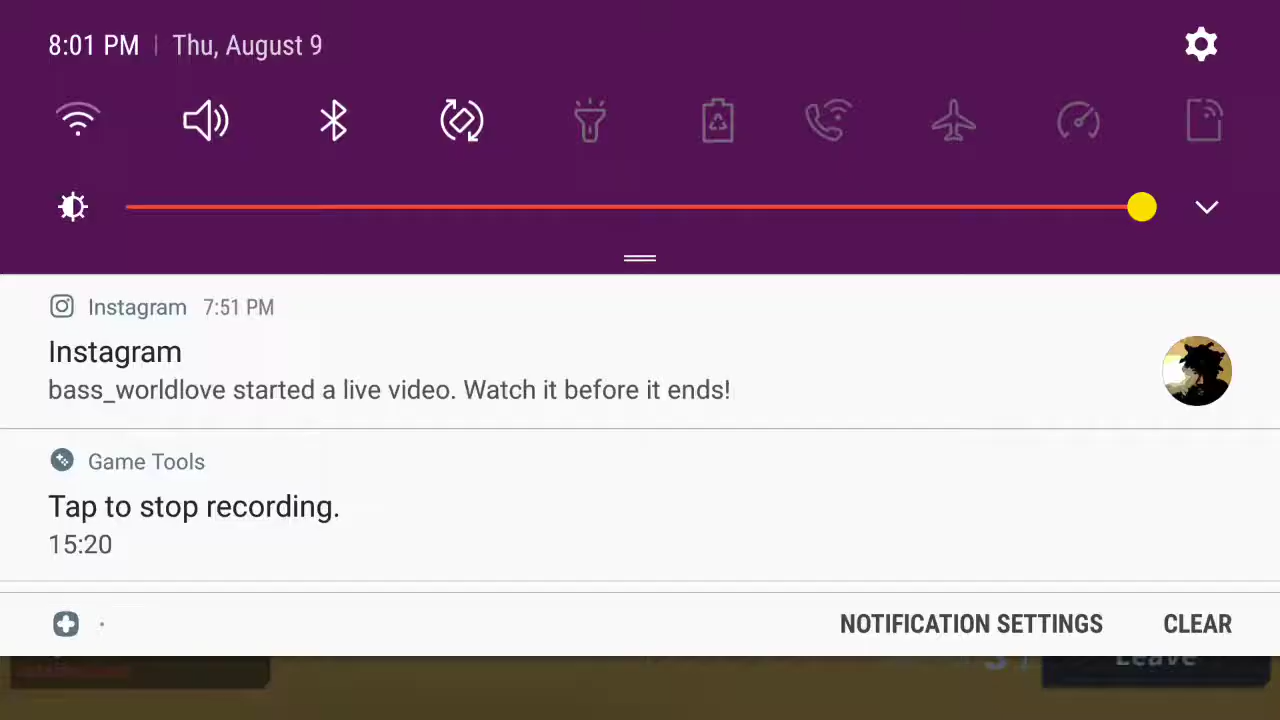 8:01 PM | Thu, August 9
Instagram 7:51 PM
Instagram
bass_worldlove started a live video. Watch it before it ends!
Game Tools
Tap to stop recording.
15:20
NOTIFICATION SETTINGS CLEAR
Leave